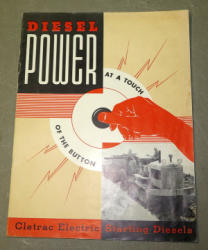 DIESEL
POWER
AT A TOUCH
OF THE BUTTON
Cletrac Electric Starting Diesels